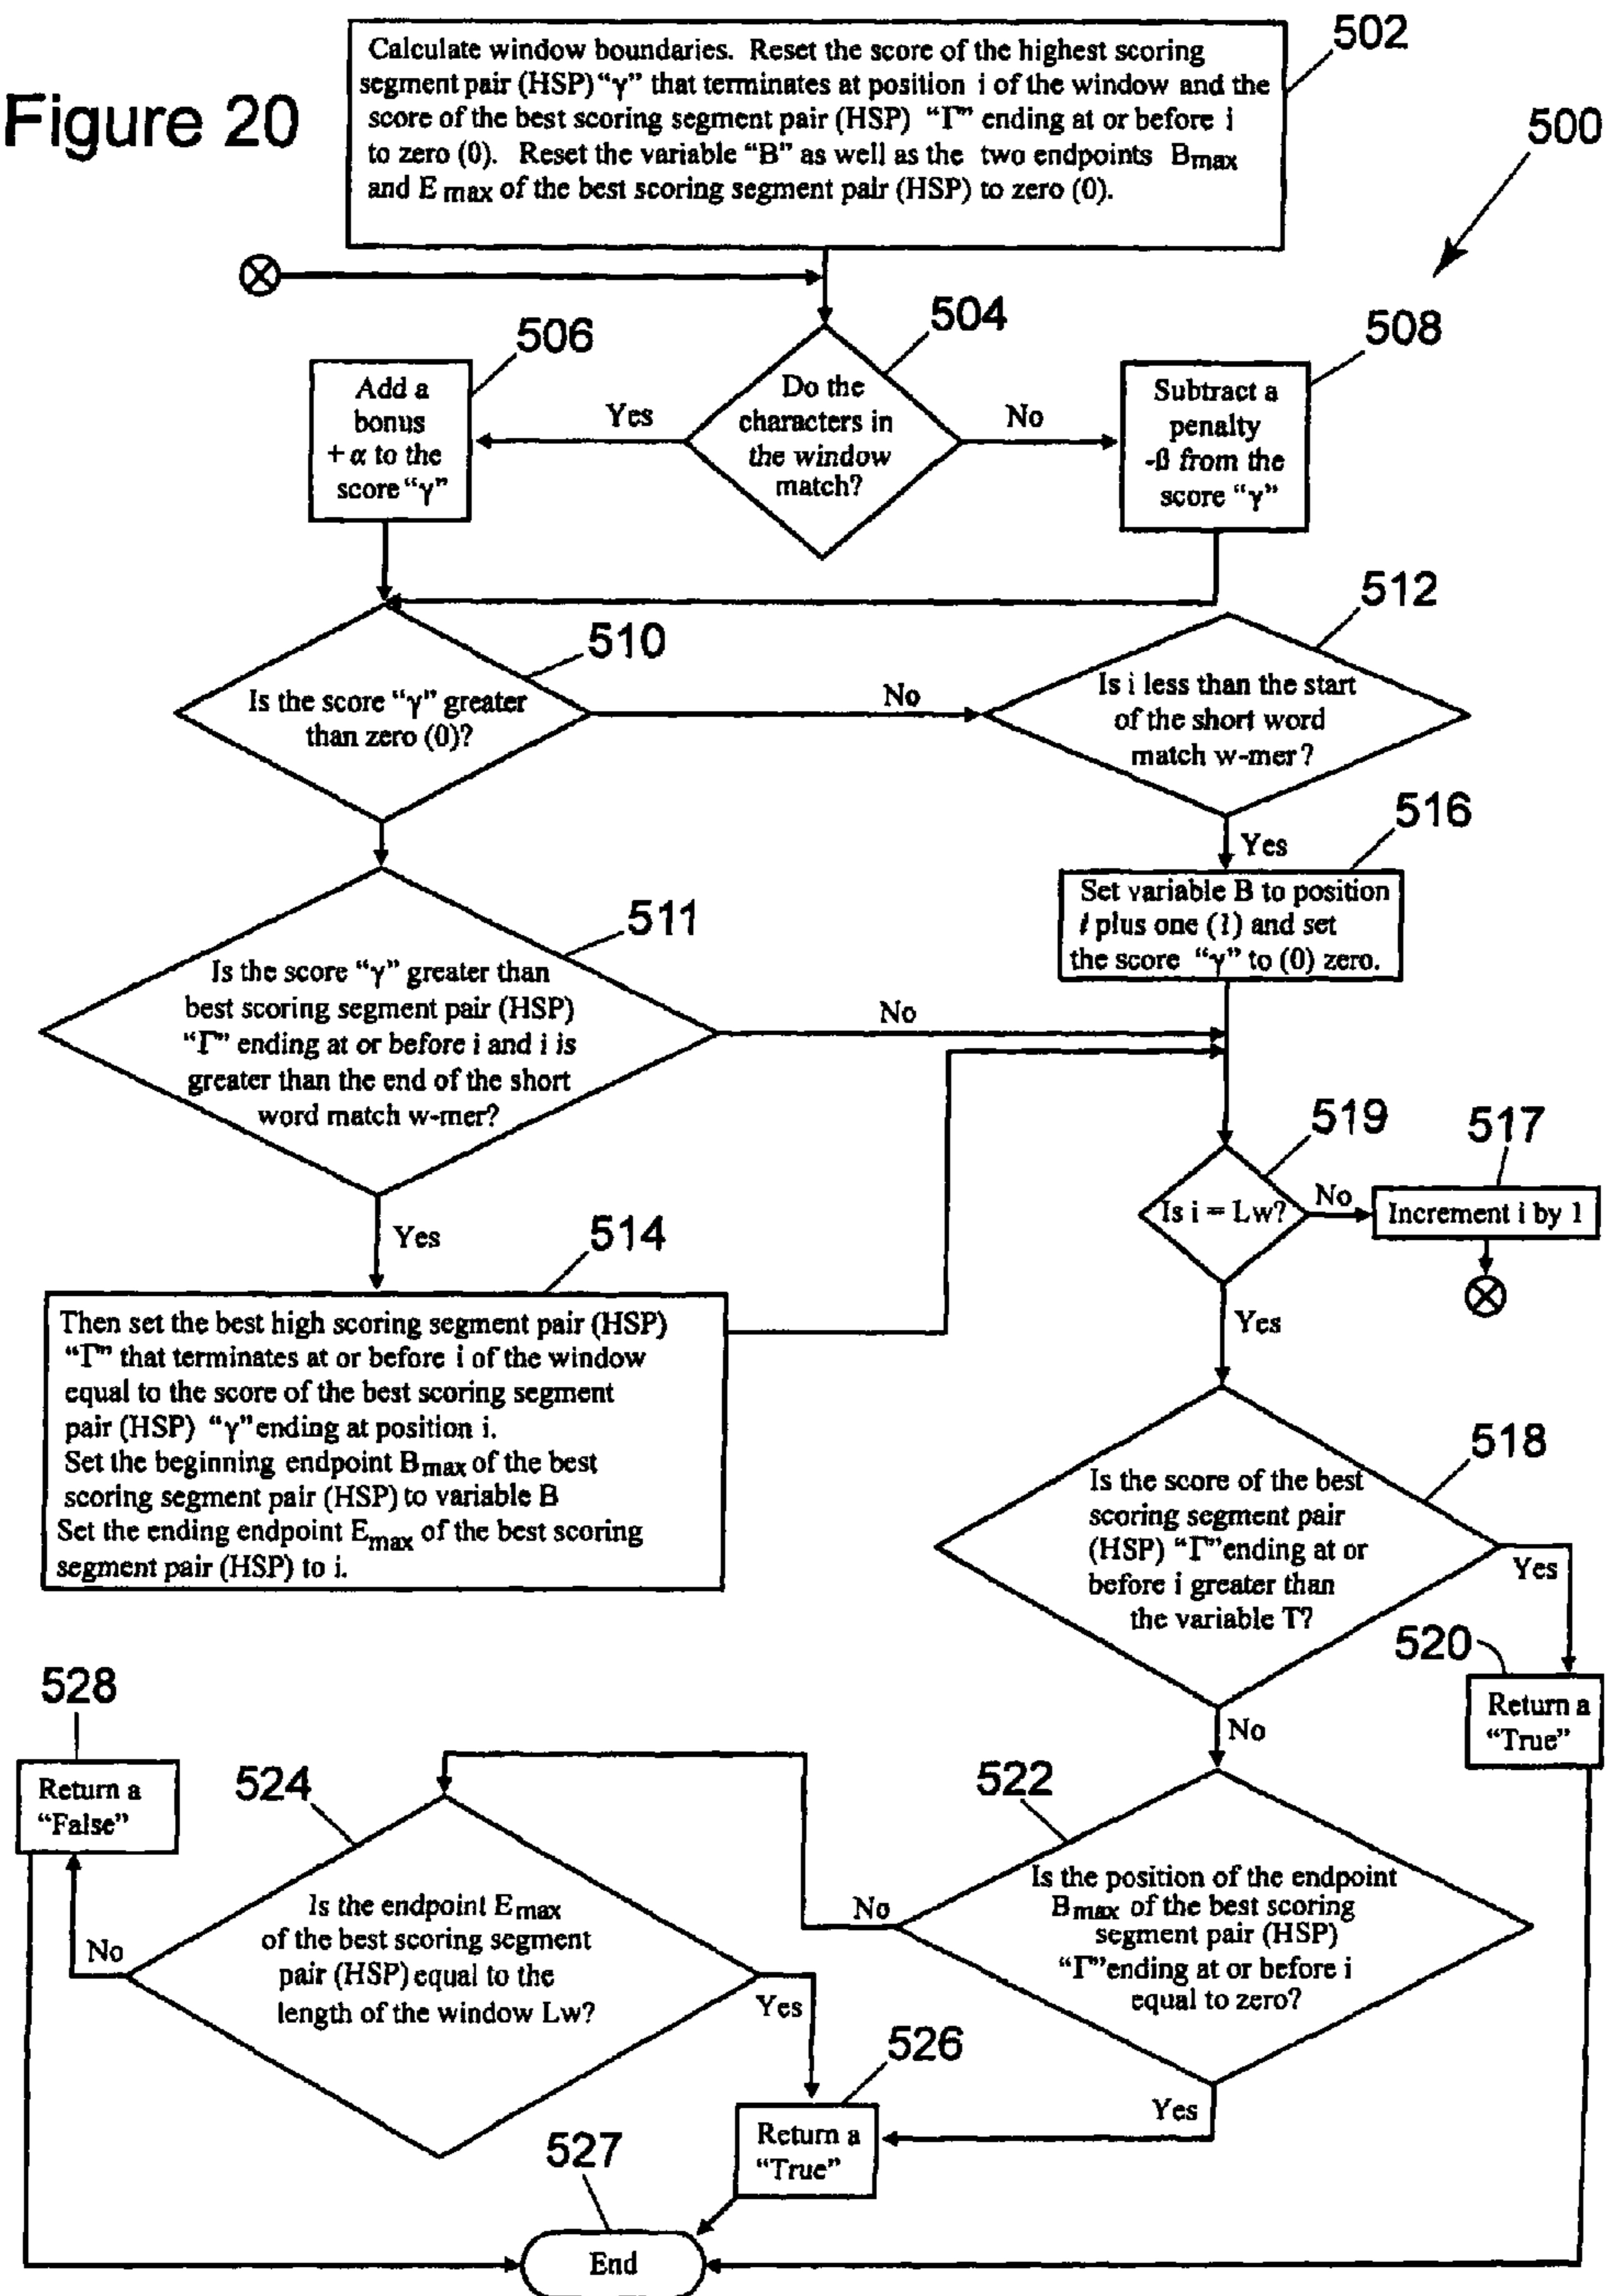 Figure 20
Calculate window boundaries. Reset the score of the highest scoring
segment pair (HSP) "γ" that terminates at position i of the window and the
score of the best scoring segment pair (HSP) "Γ" ending at or before i
to zero (0). Reset the variable "B" as well as the two endpoints Bmax
and E max of the best scoring segment pair (HSP) to zero (0).
502
500
504
Do the
characters in
the window
match?
Yes
No
506
Add a
bonus
+ α to the
score "γ"
508
Subtract a
penalty
-β from the
score "γ"
510
Is the score "γ" greater
than zero (0)?
No
512
Is i less than the start
of the short word
match w-mer?
Yes
516
Set variable B to position
i plus one (1) and set
the score "γ" to (0) zero.
511
Is the score "γ" greater than
best scoring segment pair (HSP)
"Γ" ending at or before i and i is
greater than the end of the short
word match w-mer?
No
Yes
519
Is i = Lw?
No
517
Increment i by 1
Yes
514
Then set the best high scoring segment pair (HSP)
"Γ" that terminates at or before i of the window
equal to the score of the best scoring segment
pair (HSP) "γ" ending at position i.
Set the beginning endpoint Bmax of the best
scoring segment pair (HSP) to variable B
Set the ending endpoint Emax of the best scoring
segment pair (HSP) to i.
518
Is the score of the best
scoring segment pair
(HSP) "Γ" ending at or
before i greater than
the variable T?
Yes
No
520
Return a
"True"
522
Is the position of the endpoint
Bmax of the best scoring
segment pair (HSP)
"Γ" ending at or before i
equal to zero?
No
Yes
528
Return a
"False"
524
Is the endpoint Emax
of the best scoring segment
pair (HSP) equal to the
length of the window Lw?
No
Yes
526
Return a
"True"
527
End